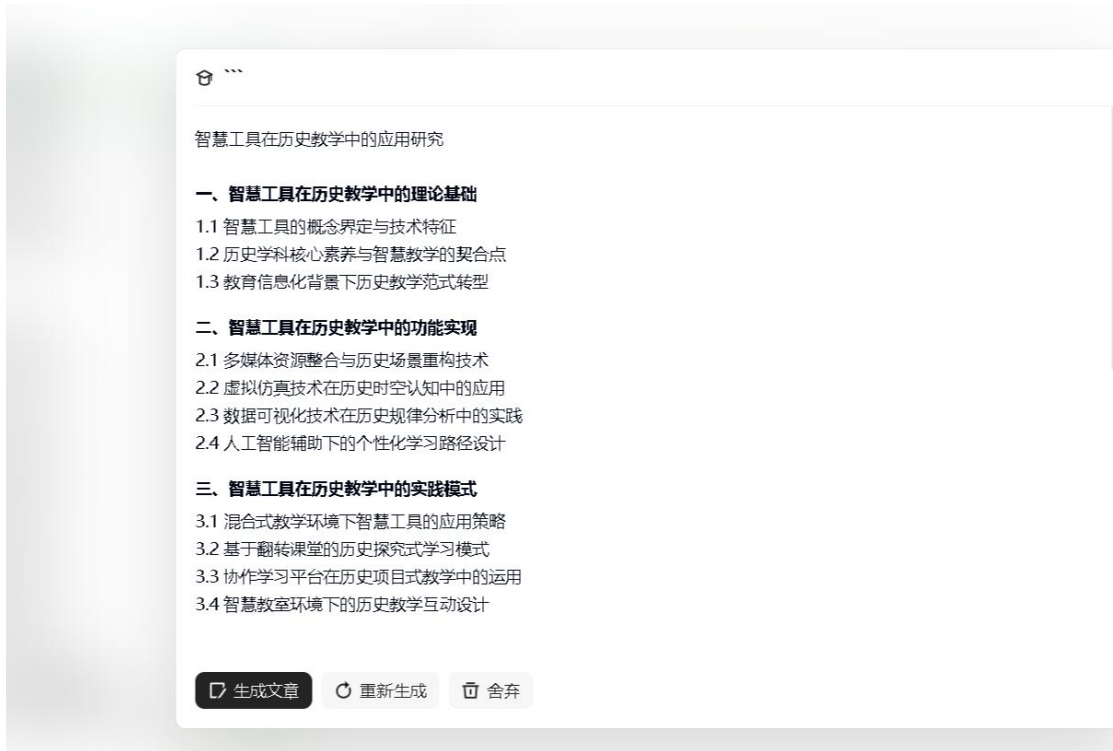 ```
智慧工具在历史教学中的应用研究
一、智慧工具在历史教学中的理论基础
1.1 智慧工具的概念界定与技术特征
1.2 历史学科核心素养与智慧教学的契合点
1.3 教育信息化背景下历史教学范式转型
二、智慧工具在历史教学中的功能实现
2.1 多媒体资源整合与历史场景重构技术
2.2 虚拟仿真技术在历史时空认知中的应用
2.3 数据可视化技术在历史规律分析中的实践
2.4 人工智能辅助下的个性化学习路径设计
三、智慧工具在历史教学中的实践模式
3.1 混合式教学环境下智慧工具的应用策略
3.2 基于翻转课堂的历史探究式学习模式
3.3 协作学习平台在历史项目式教学中的运用
3.4 智慧教室环境下的历史教学互动设计
生成文章 重新生成 舍弃